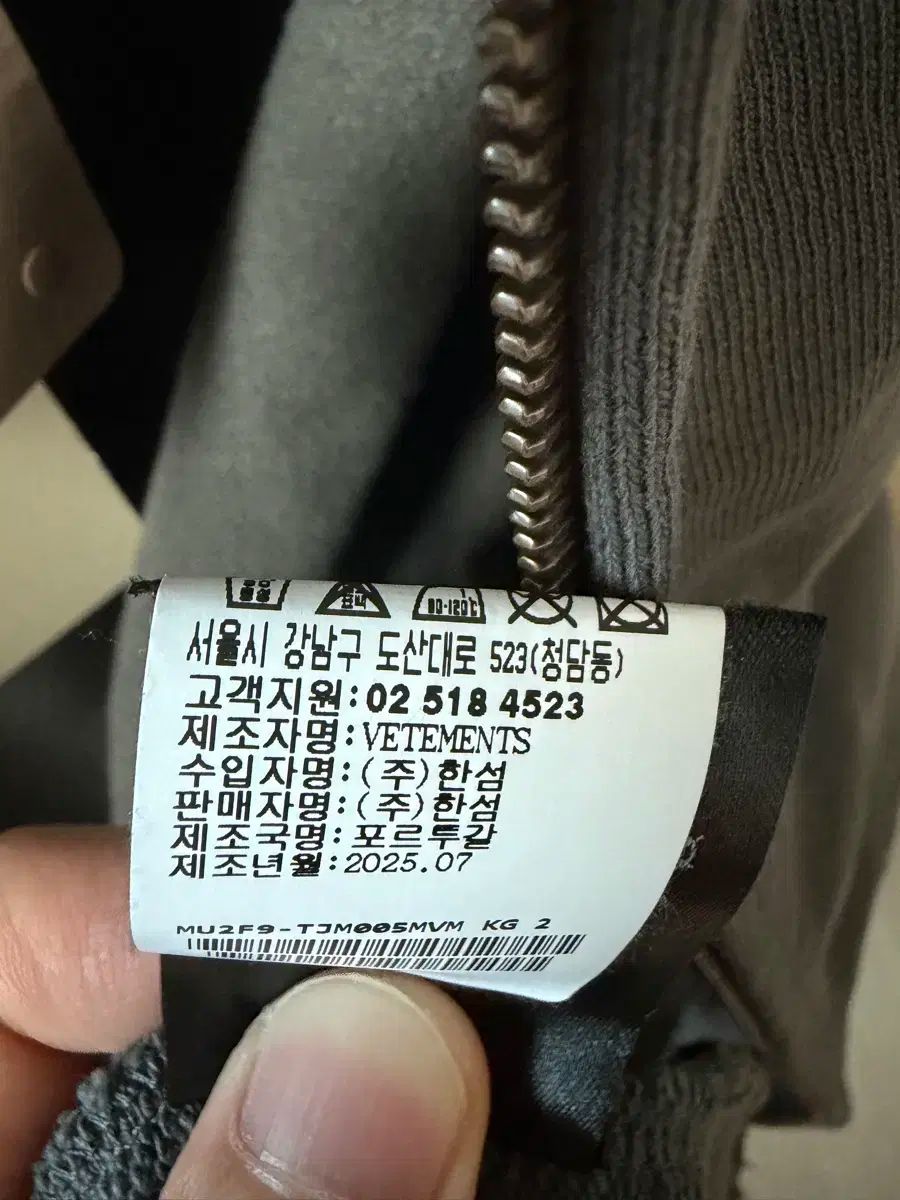 80-120℃
서울시 강남구 도산대로 523(청담동)
고객지원:02 518 4523
제조자명:VETEMENTS
수입자명:(주)한섬
판매자명:(주)한섬
제조국명:포르투갈
제조년월:2025.07
MU2F9-TJM005MVM KG 2